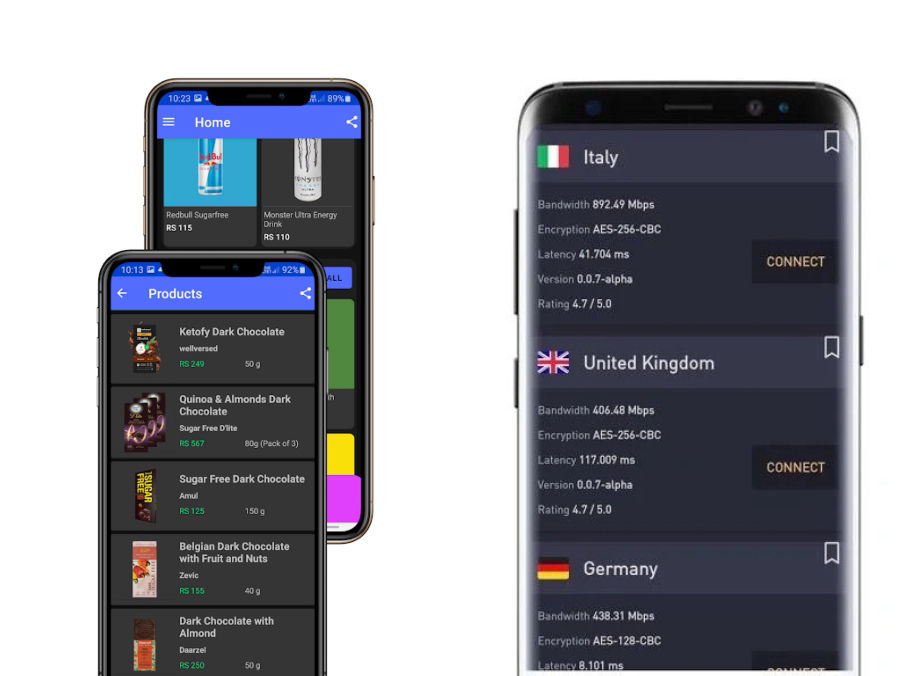 10:23
89%
Home
RedBull
Redbull Sugarfree
RS 115
Monster Ultra Energy
Drink
RS 110
ALL
10:13
92%
Products
Ketofy Dark Chocolate
wellversed
RS 249 50 g
Quinoa & Almonds Dark
Chocolate
Sugar Free D'lite
RS 567 80g (Pack of 3)
SUGAR
FREE
Sugar Free Dark Chocolate
Amul
RS 125 150 g
Belgian Dark Chocolate
with Fruit and Nuts
Zevic
RS 155 40 g
Dark Chocolate with
Almond
Daarzel
RS 250 50 g
Italy
Bandwidth 892.49 Mbps
Encryption AES-256-CBC
Latency 41.704 ms
CONNECT
Version 0.0.7-alpha
Rating 4.7 / 5.0
United Kingdom
Bandwidth 406.48 Mbps
Encryption AES-256-CBC
Latency 117.009 ms
CONNECT
Version 0.0.7-alpha
Rating 4.7 / 5.0
Germany
Bandwidth 438.31 Mbps
Encryption AES-128-CBC
Latency 8.101 ms
CONNECT